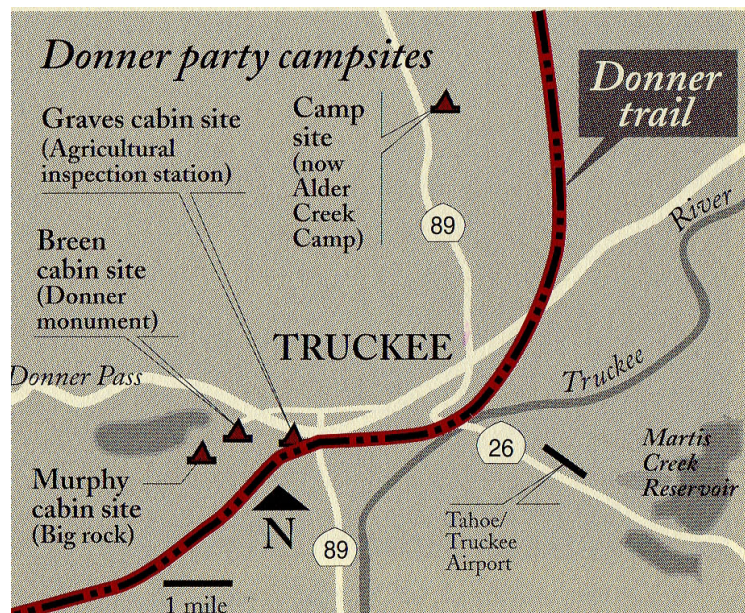 Donner party campsites
Graves cabin site
(Agricultural
inspection station)
Camp
site
(now
Alder
Creek
Camp)
Donner
trail
89
River
Breen
cabin site
(Donner
monument)
TRUCKEE
Truckee
Donner Pass
26
Martis
Creek
Reservoir
Murphy
cabin site
(Big rock)
N
89
Tahoe/
Truckee
Airport
1 mile